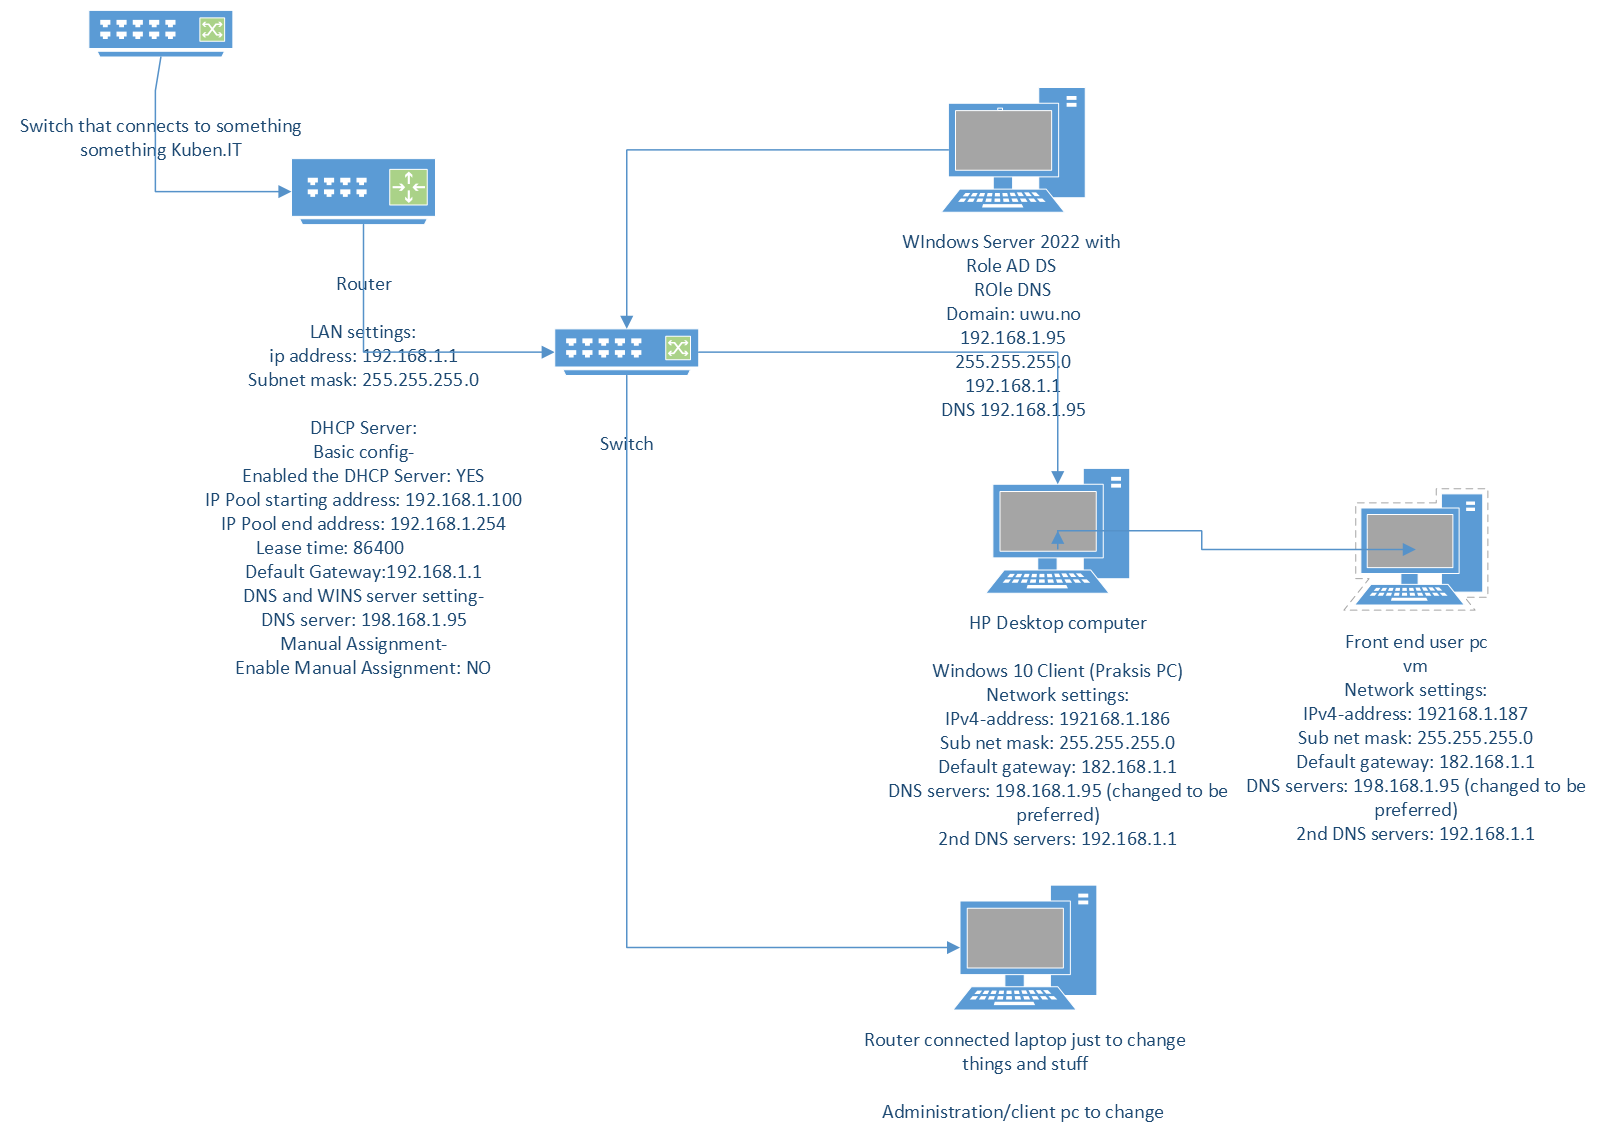 Switch that connects to something
something Kuben.IT
Router
LAN settings:
ip address: 192.168.1.1
Subnet mask: 255.255.255.0
DHCP Server:
Basic config-
Enabled the DHCP Server: YES
IP Pool starting address: 192.168.1.100
IP Pool end address: 192.168.1.254
Lease time: 86400
Default Gateway:192.168.1.1
DNS and WINS server setting-
DNS server: 198.168.1.95
Manual Assignment-
Enable Manual Assignment: NO
Switch
WIndows Server 2022 with
Role AD DS
ROle DNS
Domain: uwu.no
192.168.1.95
255.255.255.0
192.168.1.1
DNS 192.168.1.95
HP Desktop computer
Windows 10 Client (Praksis PC)
Network settings:
IPv4-address: 192168.1.186
Sub net mask: 255.255.255.0
Default gateway: 182.168.1.1
DNS servers: 198.168.1.95 (changed to be
preferred)
2nd DNS servers: 192.168.1.1
Front end user pc
vm
Network settings:
IPv4-address: 192168.1.187
Sub net mask: 255.255.255.0
Default gateway: 182.168.1.1
DNS servers: 198.168.1.95 (changed to be
preferred)
2nd DNS servers: 192.168.1.1
Router connected laptop just to change
things and stuff
Administration/client pc to change